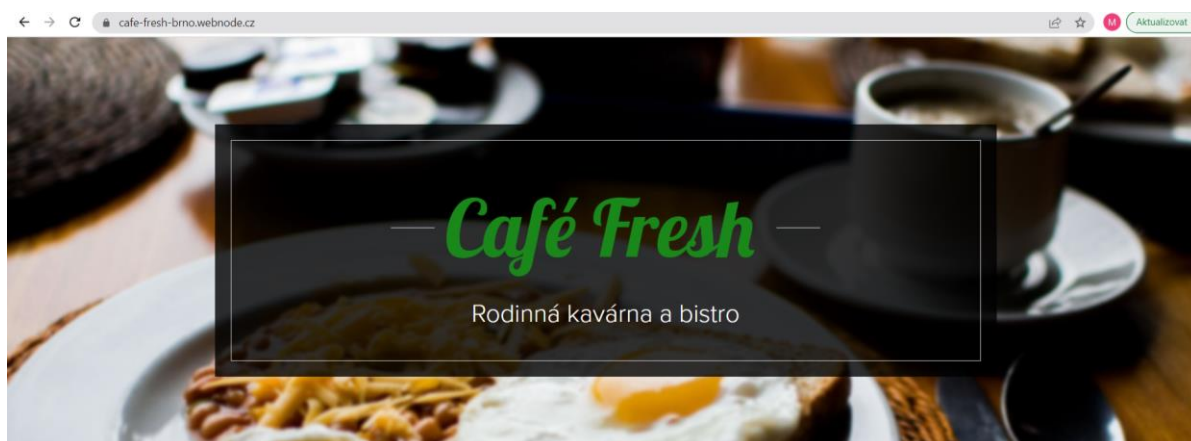 cafe-fresh-brno.webnode.cz
M
Aktualizovat
Café Fresh
Rodinná kavárna a bistro